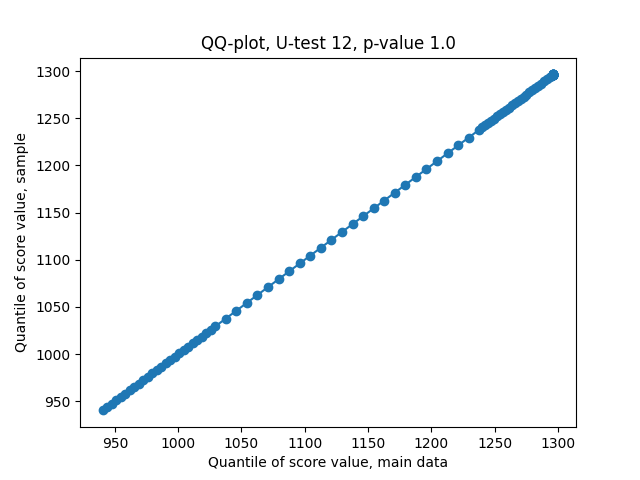 QQ-plot, U-test 12, p-value 1.0
1300
1250
1200
1150
1100
1050
1000
950
Quantile of score value, sample
950 1000 1050 1100 1150 1200 1250 1300
Quantile of score value, main data